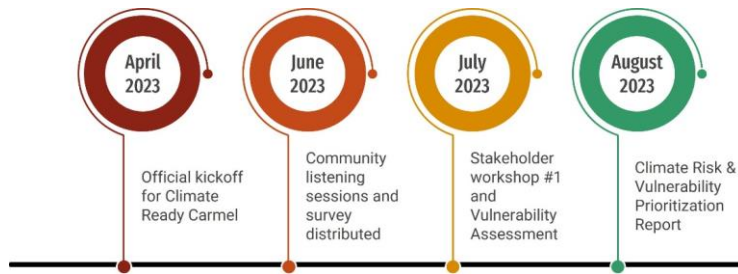 April
2023
June
2023
July
2023
August
2023
Official kickoff
for Climate
Ready Carmel
Community
listening
sessions and
survey
distributed
Stakeholder
workshop #1
and
Vulnerability
Assessment
Climate Risk &
Vulnerability
Prioritization
Report